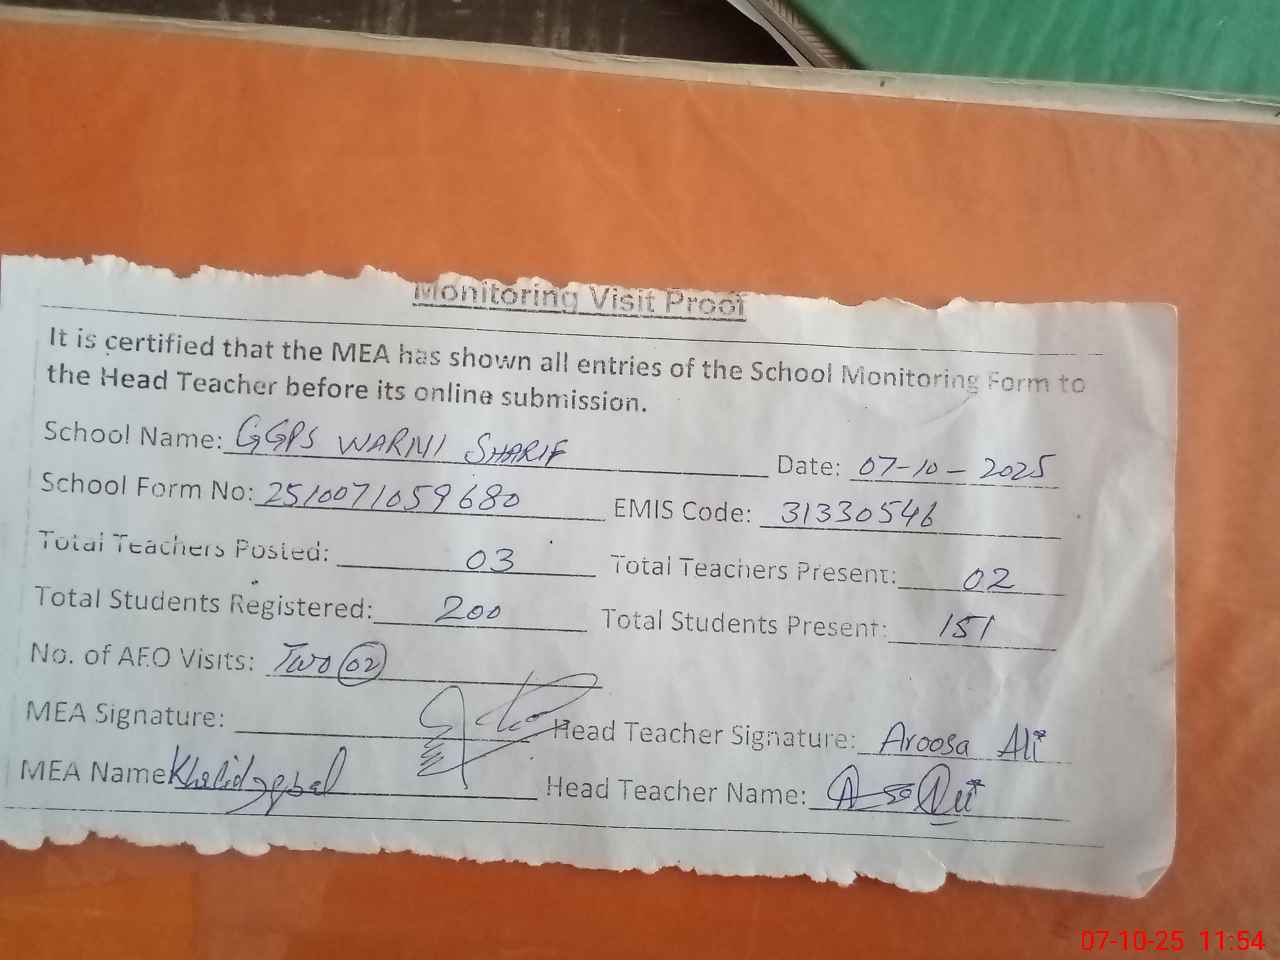 Monitoring Visit Proof
It is certified that the MEA has shown all entries of the School Monitoring Form to
the Head Teacher before its online submission.
School Name: GGPS WARNI SHARIF Date: 07-10-2025
School Form No: 2510071059680 EMIS Code: 31330546
Total Teachers Posted: 03 Total Teachers Present: 02
Total Students Registered: 200 Total Students Present: 151
No. of AEO Visits: Two 02
MEA Signature: Head Teacher Signature: Aroosa Ali
MEA Name Khalid Iqbal Head Teacher Name:
07-10-25 11:54